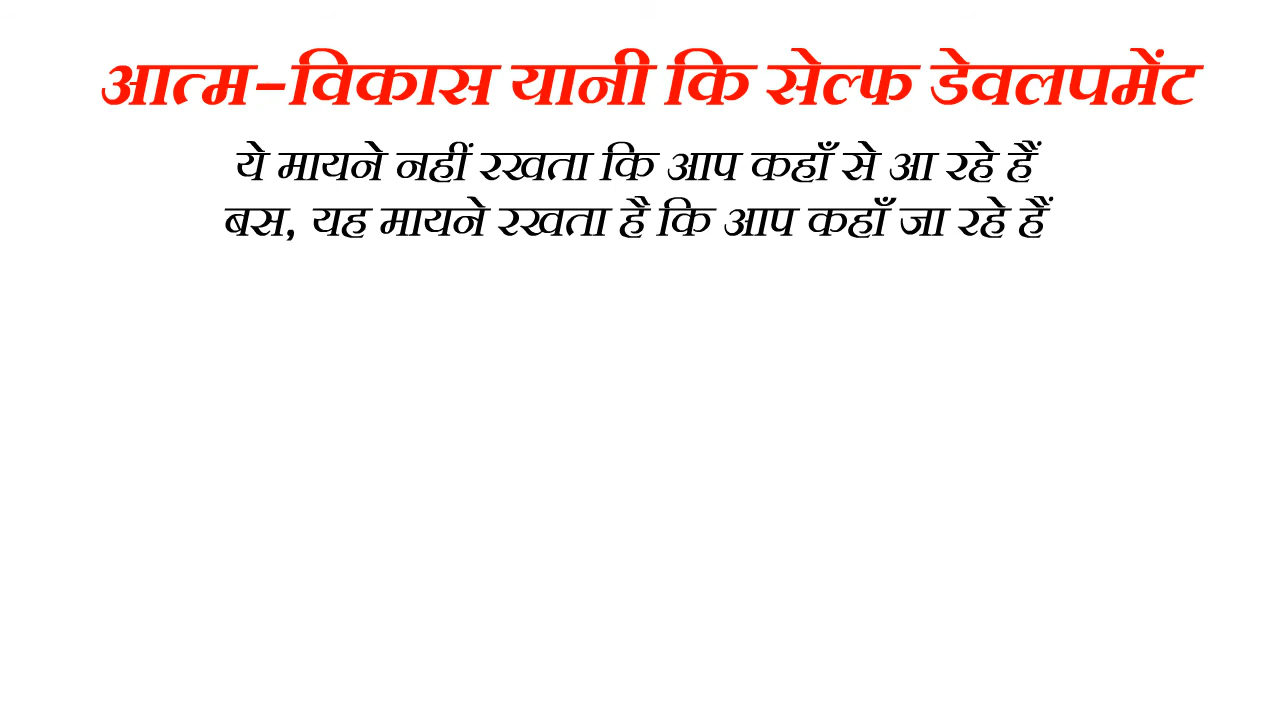 आत्म-विकास यानी कि सेल्फ डेवलपमेंट
ये मायने नहीं रखता कि आप कहाँ से आ रहे हैं
बस, यह मायने रखता है कि आप कहाँ जा रहे हैं